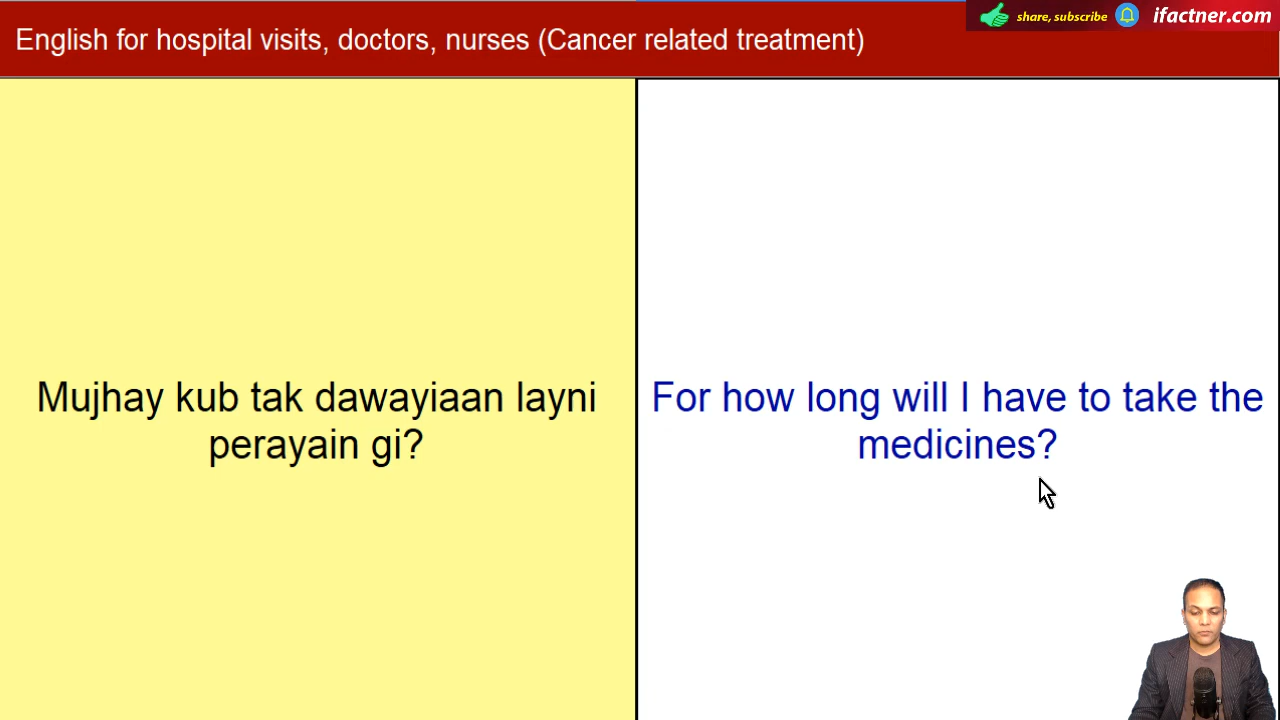 share, subscribe ifactner.com
English for hospital visits, doctors, nurses (Cancer related treatment)
Mujhay kub tak dawayiaan layni
perayain gi?
For how long will I have to take the
medicines?